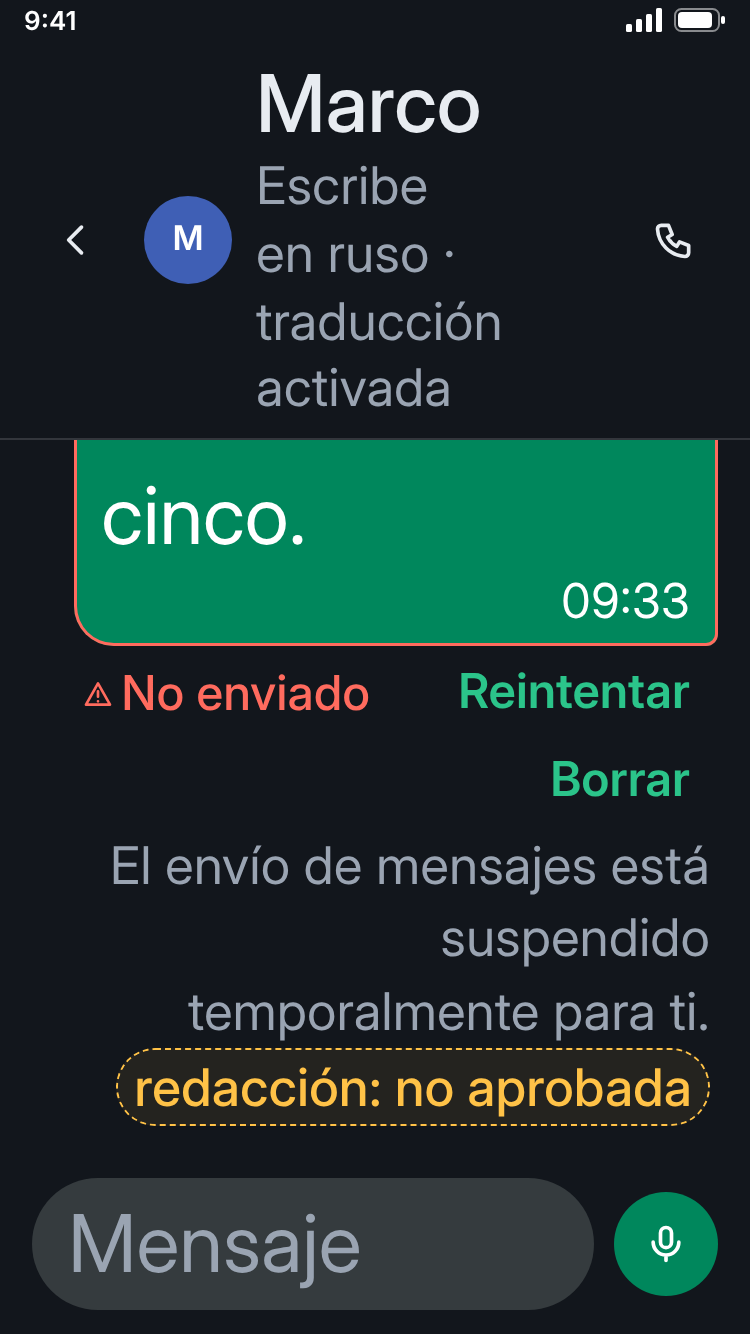 9:41
Marco
M
Escribe
en ruso ·
traducción
activada
cinco.
09:33
No enviado
Reintentar
Borrar
El envío de mensajes está
suspendido
temporalmente para ti.
redacción: no aprobada
Mensaje